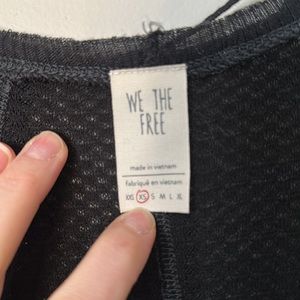 WE THE
FREE
made in vietnam
fabriqué en vietnam
XXS XS S M L XL